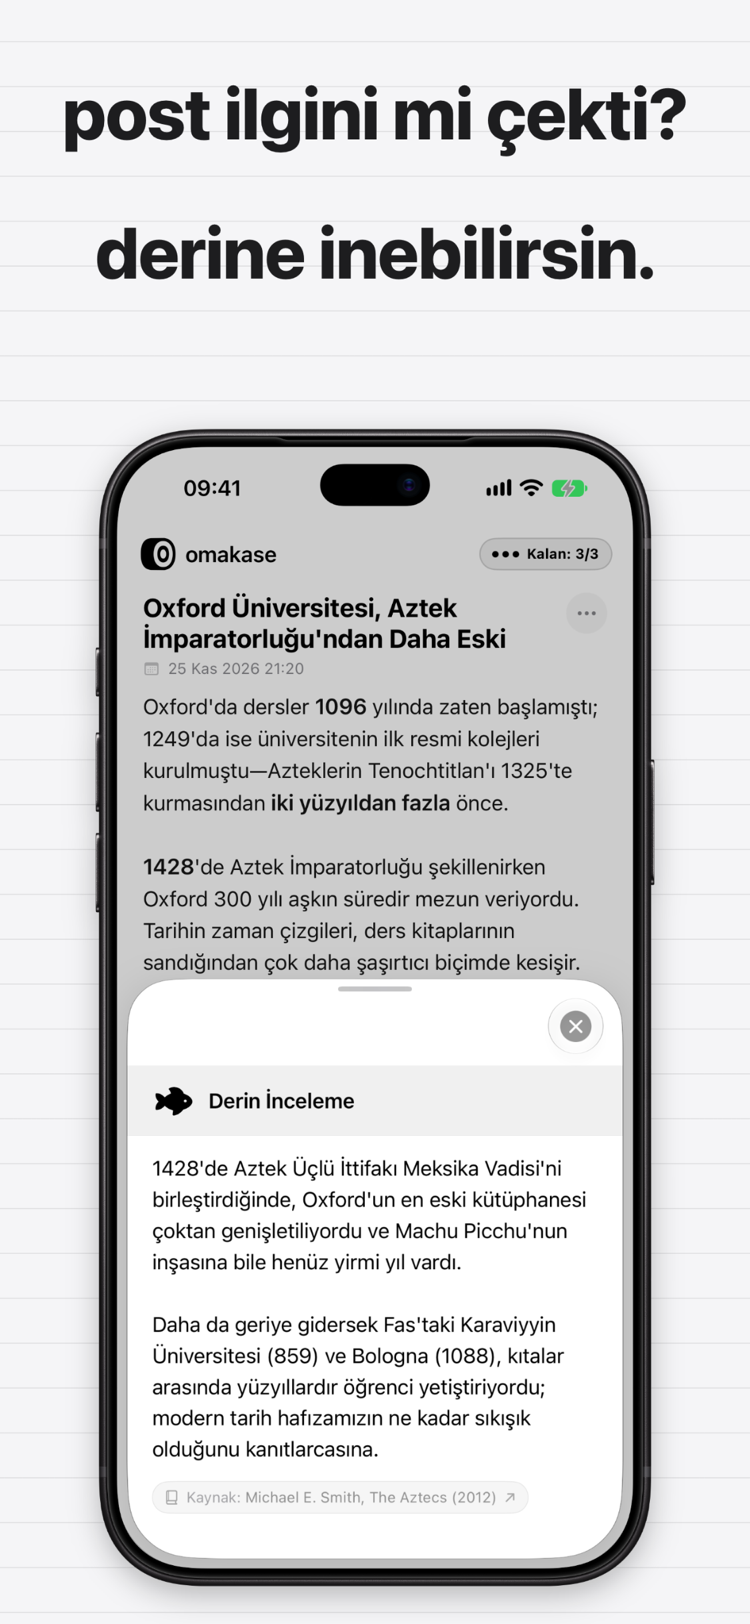 post ilgini mi çekti?
derine inebilirsin.
09:41
omakase
Kalan: 3/3
Oxford Üniversitesi, Aztek
İmparatorluğu'ndan Daha Eski
25 Kas 2026 21:20
Oxford'da dersler 1096 yılında zaten başlamıştı;
1249'da ise üniversitenin ilk resmi kolejleri
kurulmuştu—Azteklerin Tenochtitlan'ı 1325'te
kurmasından iki yüzyıldan fazla önce.
1428'de Aztek İmparatorluğu şekillenirken
Oxford 300 yılı aşkın süredir mezun veriyordu.
Tarihin zaman çizgileri, ders kitaplarının
sandığından çok daha şaşırtıcı biçimde kesişir.
Derin İnceleme
1428'de Aztek Üçlü İttifakı Meksika Vadisi'ni
birleştirdiğinde, Oxford'un en eski kütüphanesi
çoktan genişletiliyordu ve Machu Picchu'nun
inşasına bile henüz yirmi yıl vardı.
Daha da geriye gidersek Fas'taki Karaviyyin
Üniversitesi (859) ve Bologna (1088), kıtalar
arasında yüzyıllardır öğrenci yetiştiriyordu;
modern tarih hafızamızın ne kadar sıkışık
olduğunu kanıtlarcasına.
Kaynak: Michael E. Smith, The Aztecs (2012)